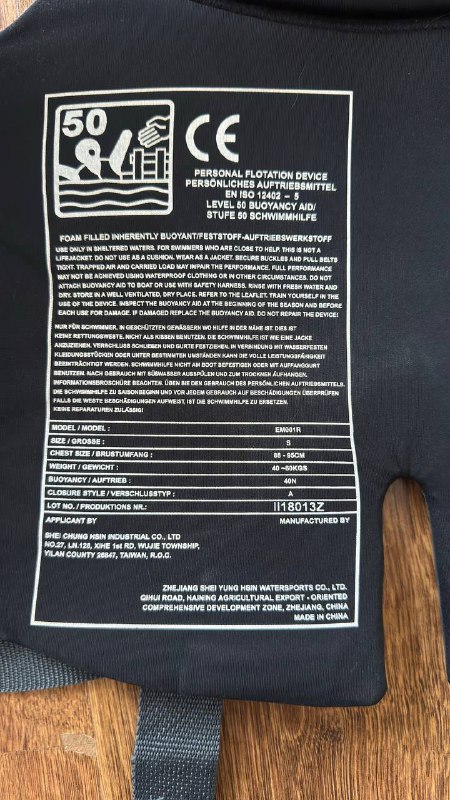 50
CE
PERSONAL FLOTATION DEVICE
PERSÖNLICHES AUFTRIEBSMITTEL
EN ISO 12402 - 5
LEVEL 50 BUOYANCY AID/
STUFE 50 SCHWIMMHILFE
FOAM FILLED INHERENTLY BUOYANT/FESTSTOFF-AUFTRIEBSWERKSTOFF
USE ONLY IN SHELTERED WATERS. FOR SWIMMERS WHO ARE CLOSE TO HELP. THIS IS NOT A
LIFEJACKET. DO NOT USE AS A CUSHION. WEAR AS A JACKET. SECURE BUCKLES AND PULL BELTS
TIGHT. TRAPPED AIR AND CARRIED LOAD MAY IMPAIR THE PERFORMANCE. FULL PERFORMANCE
MAY NOT BE ACHIEVED USING WATERPROOF CLOTHING OR IN OTHER CIRCUMSTANCES. DO NOT
ATTACH BUOYANCY AID TO BOAT OR USE WITH SAFETY HARNESS. RINSE WITH FRESH WATER AND
DRY. STORE IN A WELL VENTILATED, DRY PLACE. REFER TO THE LEAFLET. TRAIN YOURSELF IN THE
USE OF THE DEVICE. INSPECT THE BUOYANCY AID AT THE BEGINNING OF THE SEASON AND BEFORE
EACH USE FOR DAMAGE. IF DAMAGED REPLACE THE BUOYANCY AID. DO NOT REPAIR THE DEVICE!
NUR FÜR SCHWIMMER, IN GESCHÜTZTEN GEWÄSSERN WO HILFE IN DER NÄHE IST! DIES IST
KEINE RETTUNGSWESTE. NICHT ALS KISSEN BENUTZEN. DIE SCHWIMMHILFE IST WIE EINE JACKE
ANZUZIEHEN, VERSCHLUSS SCHLIEßEN UND GURTE FESTZIEHEN. IN VERBINDUNG MIT WASSERFESTEN
KLEIDUNGSSTÜCKEN ODER UNTER BESTIMMTEN UMSTÄNDEN KANN DIE VOLLE LEISTUNGSFÄHIGKEIT
BEINTRÄCHTIGT WERDEN. SCHWIMMHILFE NICHT AM BOOT BEFESTIGEN ODER MIT AUFFANGGURT
BENUTZEN. NACH GEBRAUCH MIT SÜßWASSER AUSSPÜLEN UND ZUM TROCKNEN AUFHÄNGEN.
INFORMATIONSBROSCHÜRE BEACHTEN. ÜBEN SIE DEN GEBRAUCH DES PERSÖNLICHEN AUFTRIEBSMITTELS.
DIE SCHWIMMHILFE ZU SAISONBEGINN UND VOR JEDEM GEBRAUCH AUF BESCHÄDIGUNGEN ÜBERPRÜFEN
FALLS DIE WESTE BESCHÄDIGUNGEN AUFWEIST, IST DIE SCHWIMMHILFE ZU ERSETZEN.
KEINE REPARATUREN ZULÄSSIG!
MODEL / MODELL : EM001R
SIZE / GRÖSSE : S
CHEST SIZE / BRUSTUMFANG : 85 - 95CM
WEIGHT / GEWICHT : 40 ~50KGS
BUOYANCY / AUFTRIEB : 40N
CLOSURE STYLE / VERSCHLUSSTYP : A
LOT NO. / PRODUKTIONS NR.: II18013Z
APPLICANT BY MANUFACTURED BY
SHEI CHUNG HSIN INDUSTRIAL CO., LTD
NO.27, LN.125, XIHE 1st RD, WUJIE TOWNSHIP,
YILAN COUNTY 26847, TAIWAN, R.O.C.
ZHEJIANG SHEI YUNG HSIN WATERSPORTS CO., LTD.
QIHUI ROAD, HAINING AGRICULTURAL EXPORT - ORIENTED
COMPREHENSIVE DEVELOPMENT ZONE, ZHEJIANG, CHINA
MADE IN CHINA